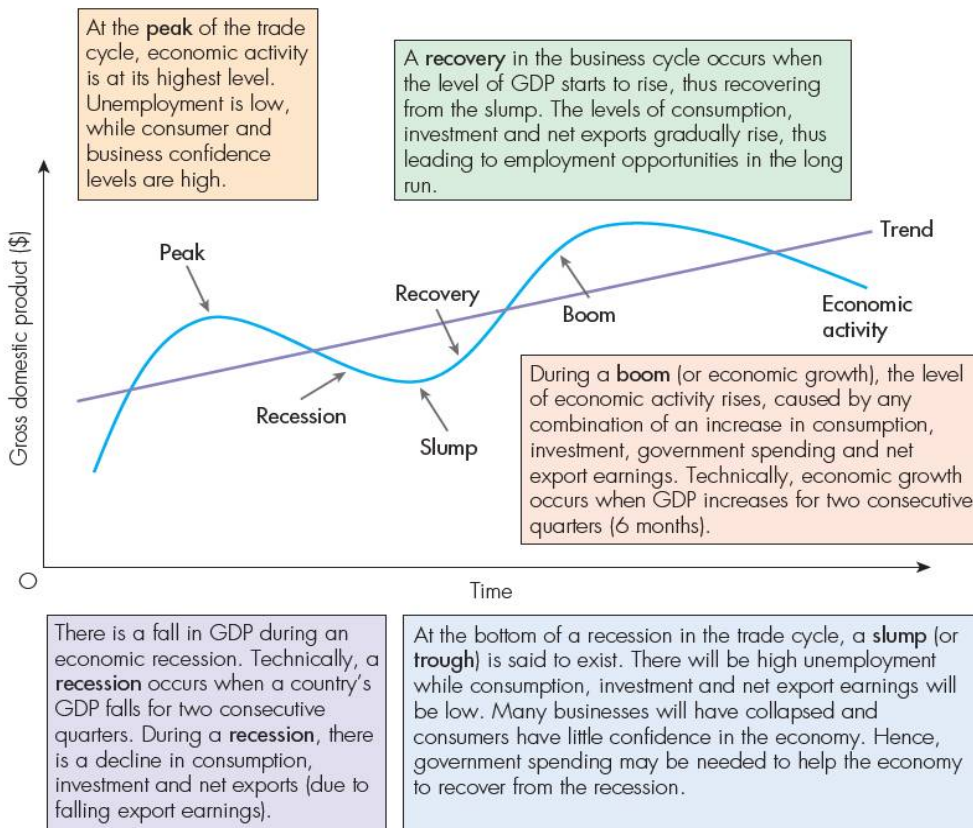 At the peak of the trade
cycle, economic activity
is at its highest level.
Unemployment is low,
while consumer and
business confidence
levels are high.
A recovery in the business cycle occurs when
the level of GDP starts to rise, thus recovering
from the slump. The levels of consumption,
investment and net exports gradually rise, thus
leading to employment opportunities in the long
run.
Gross domestic product ($)
Peak
Recession
Recovery
Slump
Boom
Trend
Economic
activity
During a boom (or economic growth), the level
of economic activity rises, caused by any
combination of an increase in consumption,
investment, government spending and net
export earnings. Technically, economic growth
occurs when GDP increases for two consecutive
quarters (6 months).
O
Time
There is a fall in GDP during an
economic recession. Technically, a
recession occurs when a country's
GDP falls for two consecutive
quarters. During a recession, there
is a decline in consumption,
investment and net exports (due to
falling export earnings).
At the bottom of a recession in the trade cycle, a slump (or
trough) is said to exist. There will be high unemployment
while consumption, investment and net export earnings will
be low. Many businesses will have collapsed and
consumers have little confidence in the economy. Hence,
government spending may be needed to help the economy
to recover from the recession.